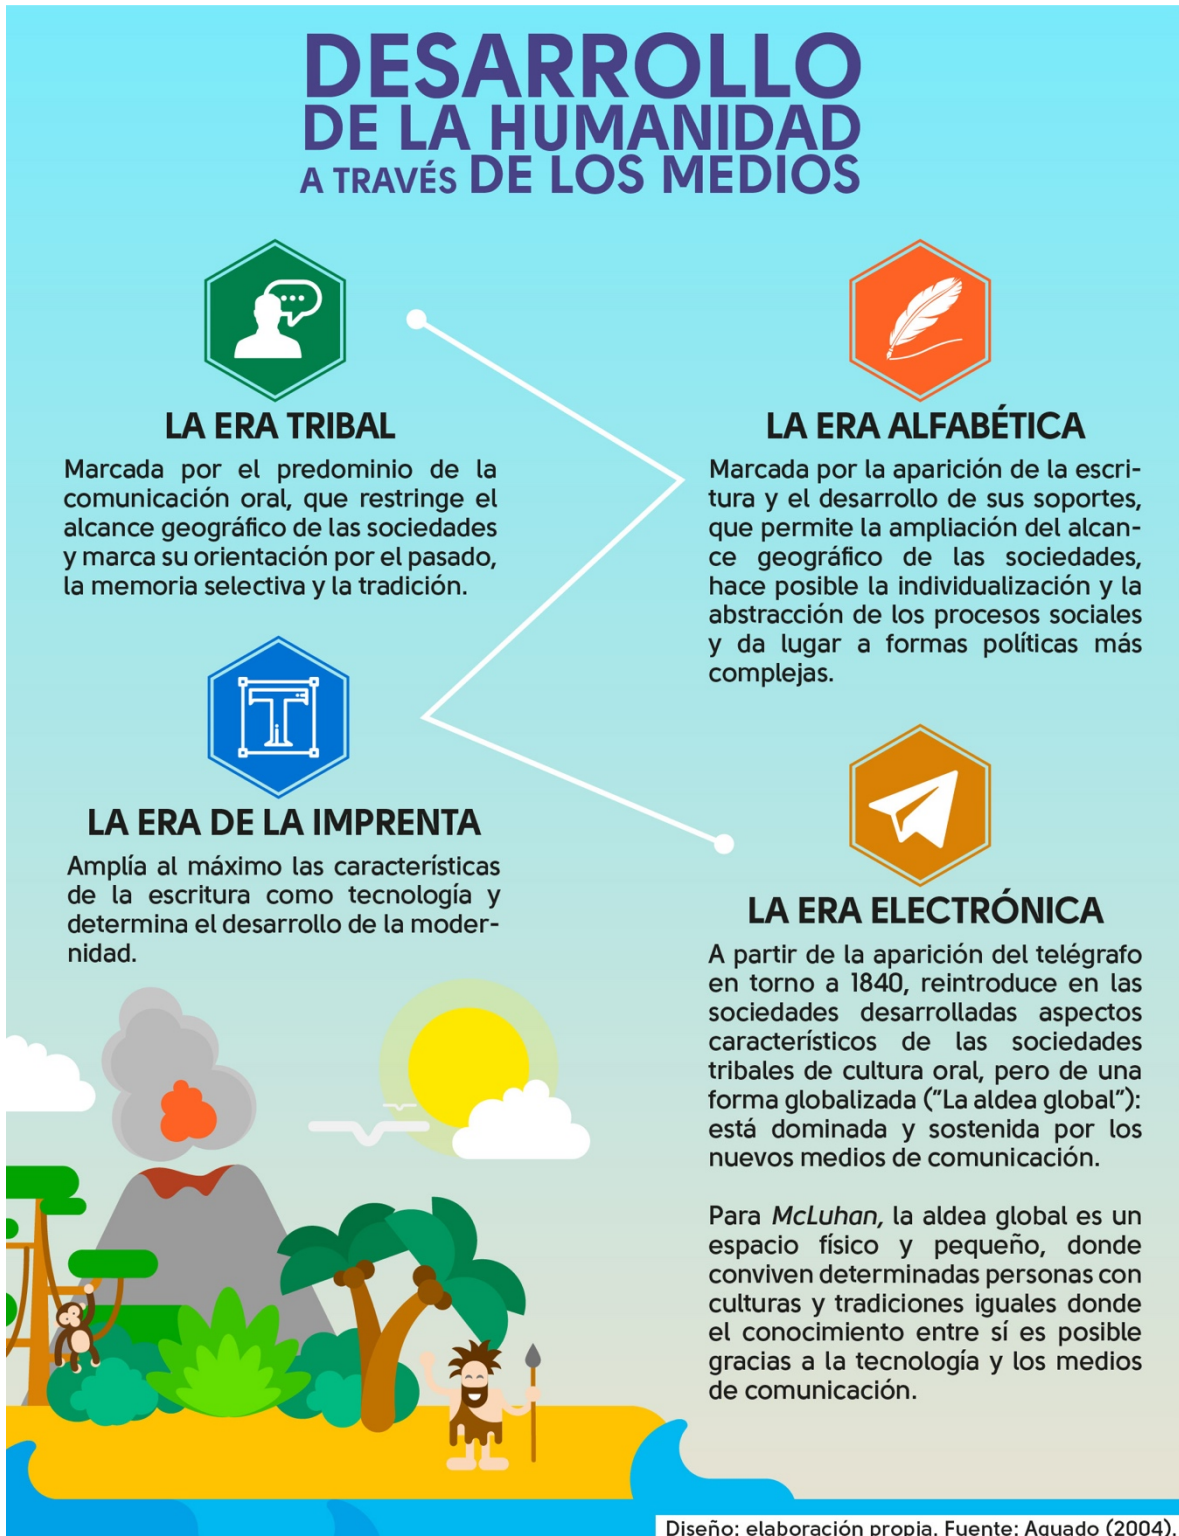 DESARROLLO
DE LA HUMANIDAD
A TRAVÉS DE LOS MEDIOS
LA ERA TRIBAL
Marcada por el predominio de la
comunicación oral, que restringe el
alcance geográfico de las sociedades
y marca su orientación por el pasado,
la memoria selectiva y la tradición.
LA ERA ALFABÉTICA
Marcada por la aparición de la escri-
tura y el desarrollo de sus soportes,
que permite la ampliación del alcan-
ce geográfico de las sociedades,
hace posible la individualización y la
abstracción de los procesos sociales
y da lugar a formas políticas más
complejas.
T
LA ERA DE LA IMPRENTA
Amplía al máximo las características
de la escritura como tecnología y
determina el desarrollo de la moder-
nidad.
LA ERA ELECTRÓNICA
A partir de la aparición del telégrafo
en torno a 1840, reintroduce en las
sociedades desarrolladas aspectos
característicos de las sociedades
tribales de cultura oral, pero de una
forma globalizada ("La aldea global"):
está dominada y sostenida por los
nuevos medios de comunicación.
Para McLuhan, la aldea global es un
espacio físico y pequeño, donde
conviven determinadas personas con
culturas y tradiciones iguales donde
el conocimiento entre sí es posible
gracias a la tecnología y los medios
de comunicación.
Diseño: elaboración propia. Fuente: Aguado (2004).